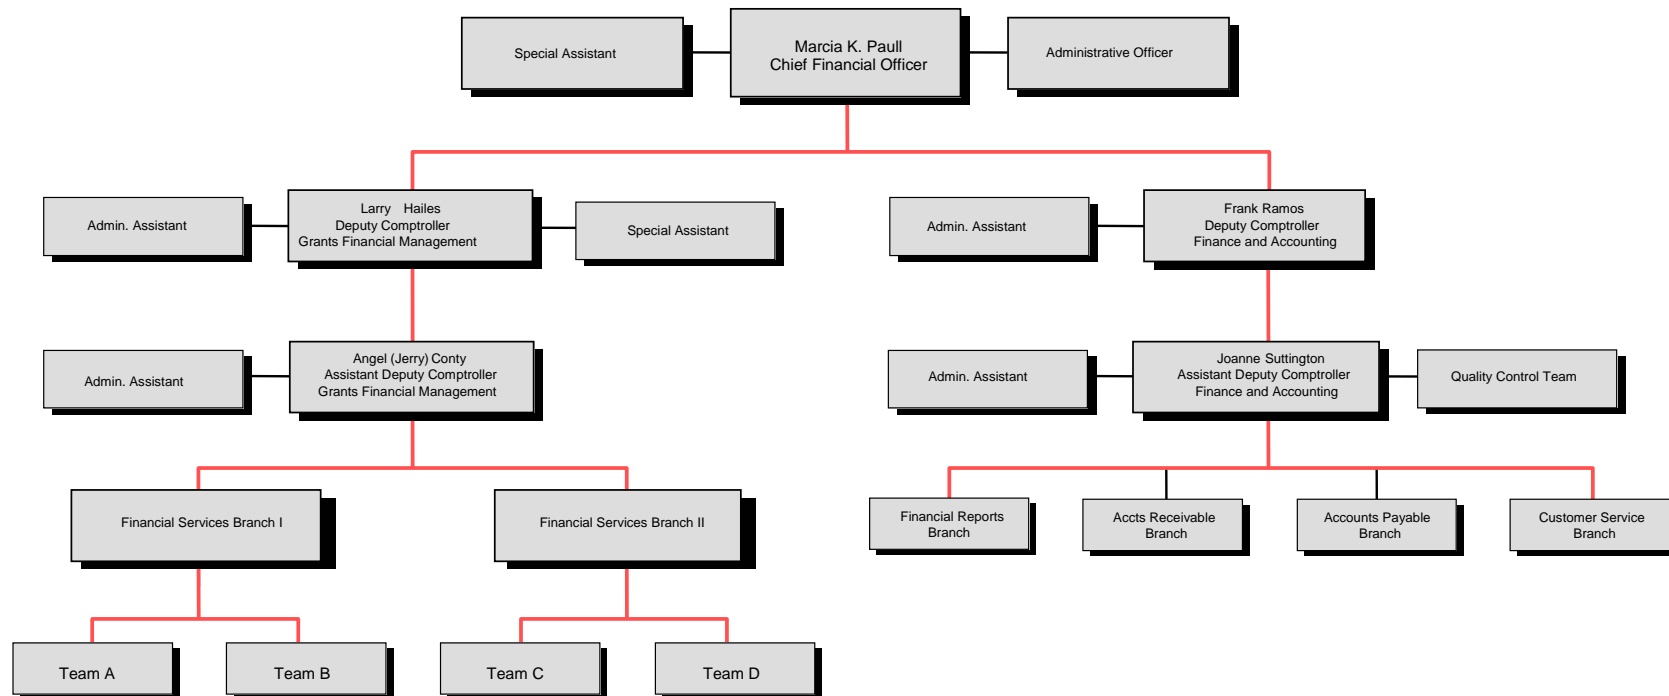 Special Assistant
Marcia K. Paull
Chief Financial Officer
Administrative Officer
Admin. Assistant
Larry Hailes
Deputy Comptroller
Grants Financial Management
Special Assistant
Admin. Assistant
Frank Ramos
Deputy Comptroller
Finance and Accounting
Admin. Assistant
Angel (Jerry) Conty
Assistant Deputy Comptroller
Grants Financial Management
Admin. Assistant
Joanne Suttington
Assistant Deputy Comptroller
Finance and Accounting
Quality Control Team
Financial Services Branch I
Financial Services Branch II
Financial Reports
Branch
Accts Receivable
Branch
Accounts Payable
Branch
Customer Service
Branch
Team A
Team B
Team C
Team D